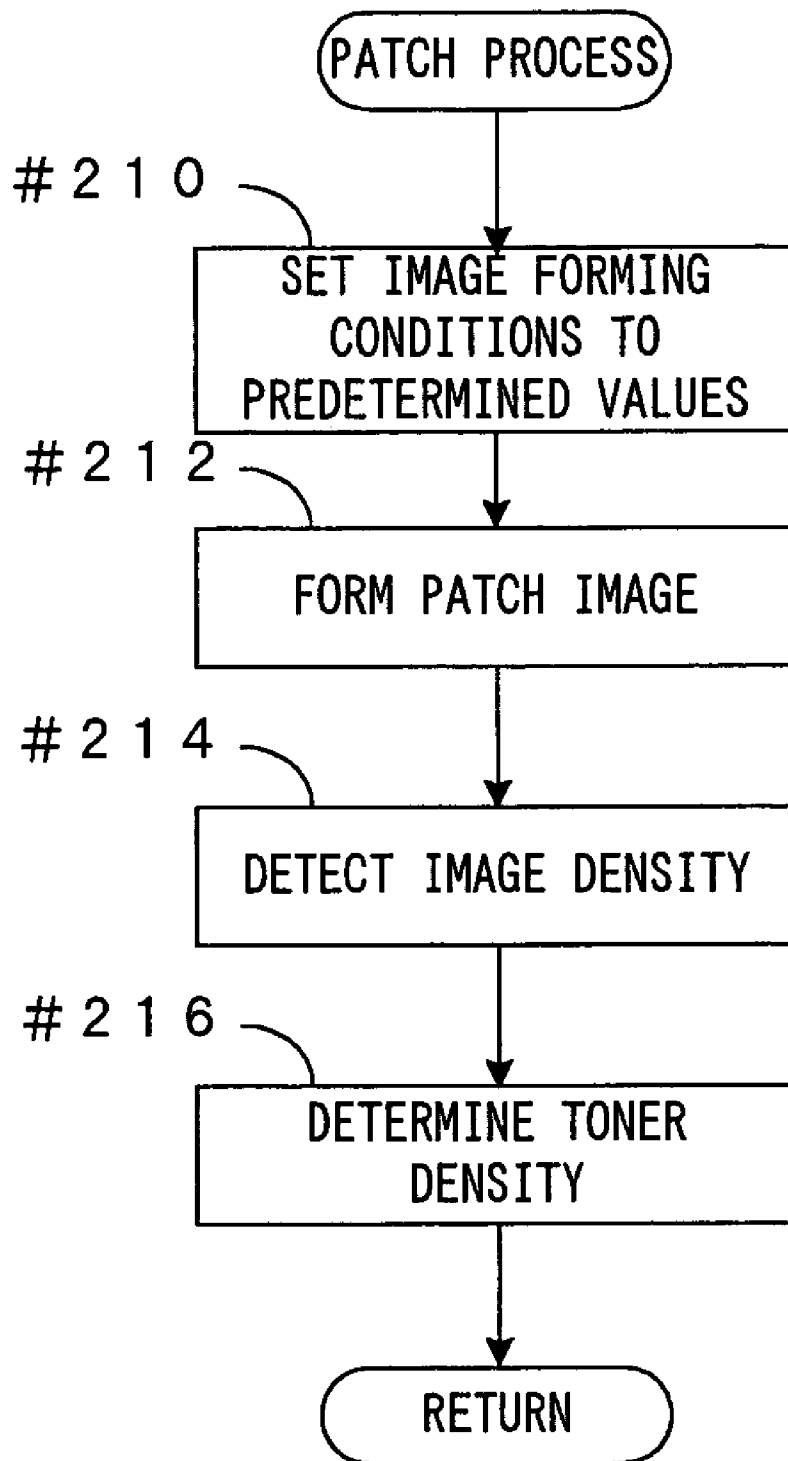 PATCH PROCESS
#210
SET IMAGE FORMING
CONDITIONS TO
PREDETERMINED VALUES
#212
FORM PATCH IMAGE
#214
DETECT IMAGE DENSITY
#216
DETERMINE TONER
DENSITY
RETURN